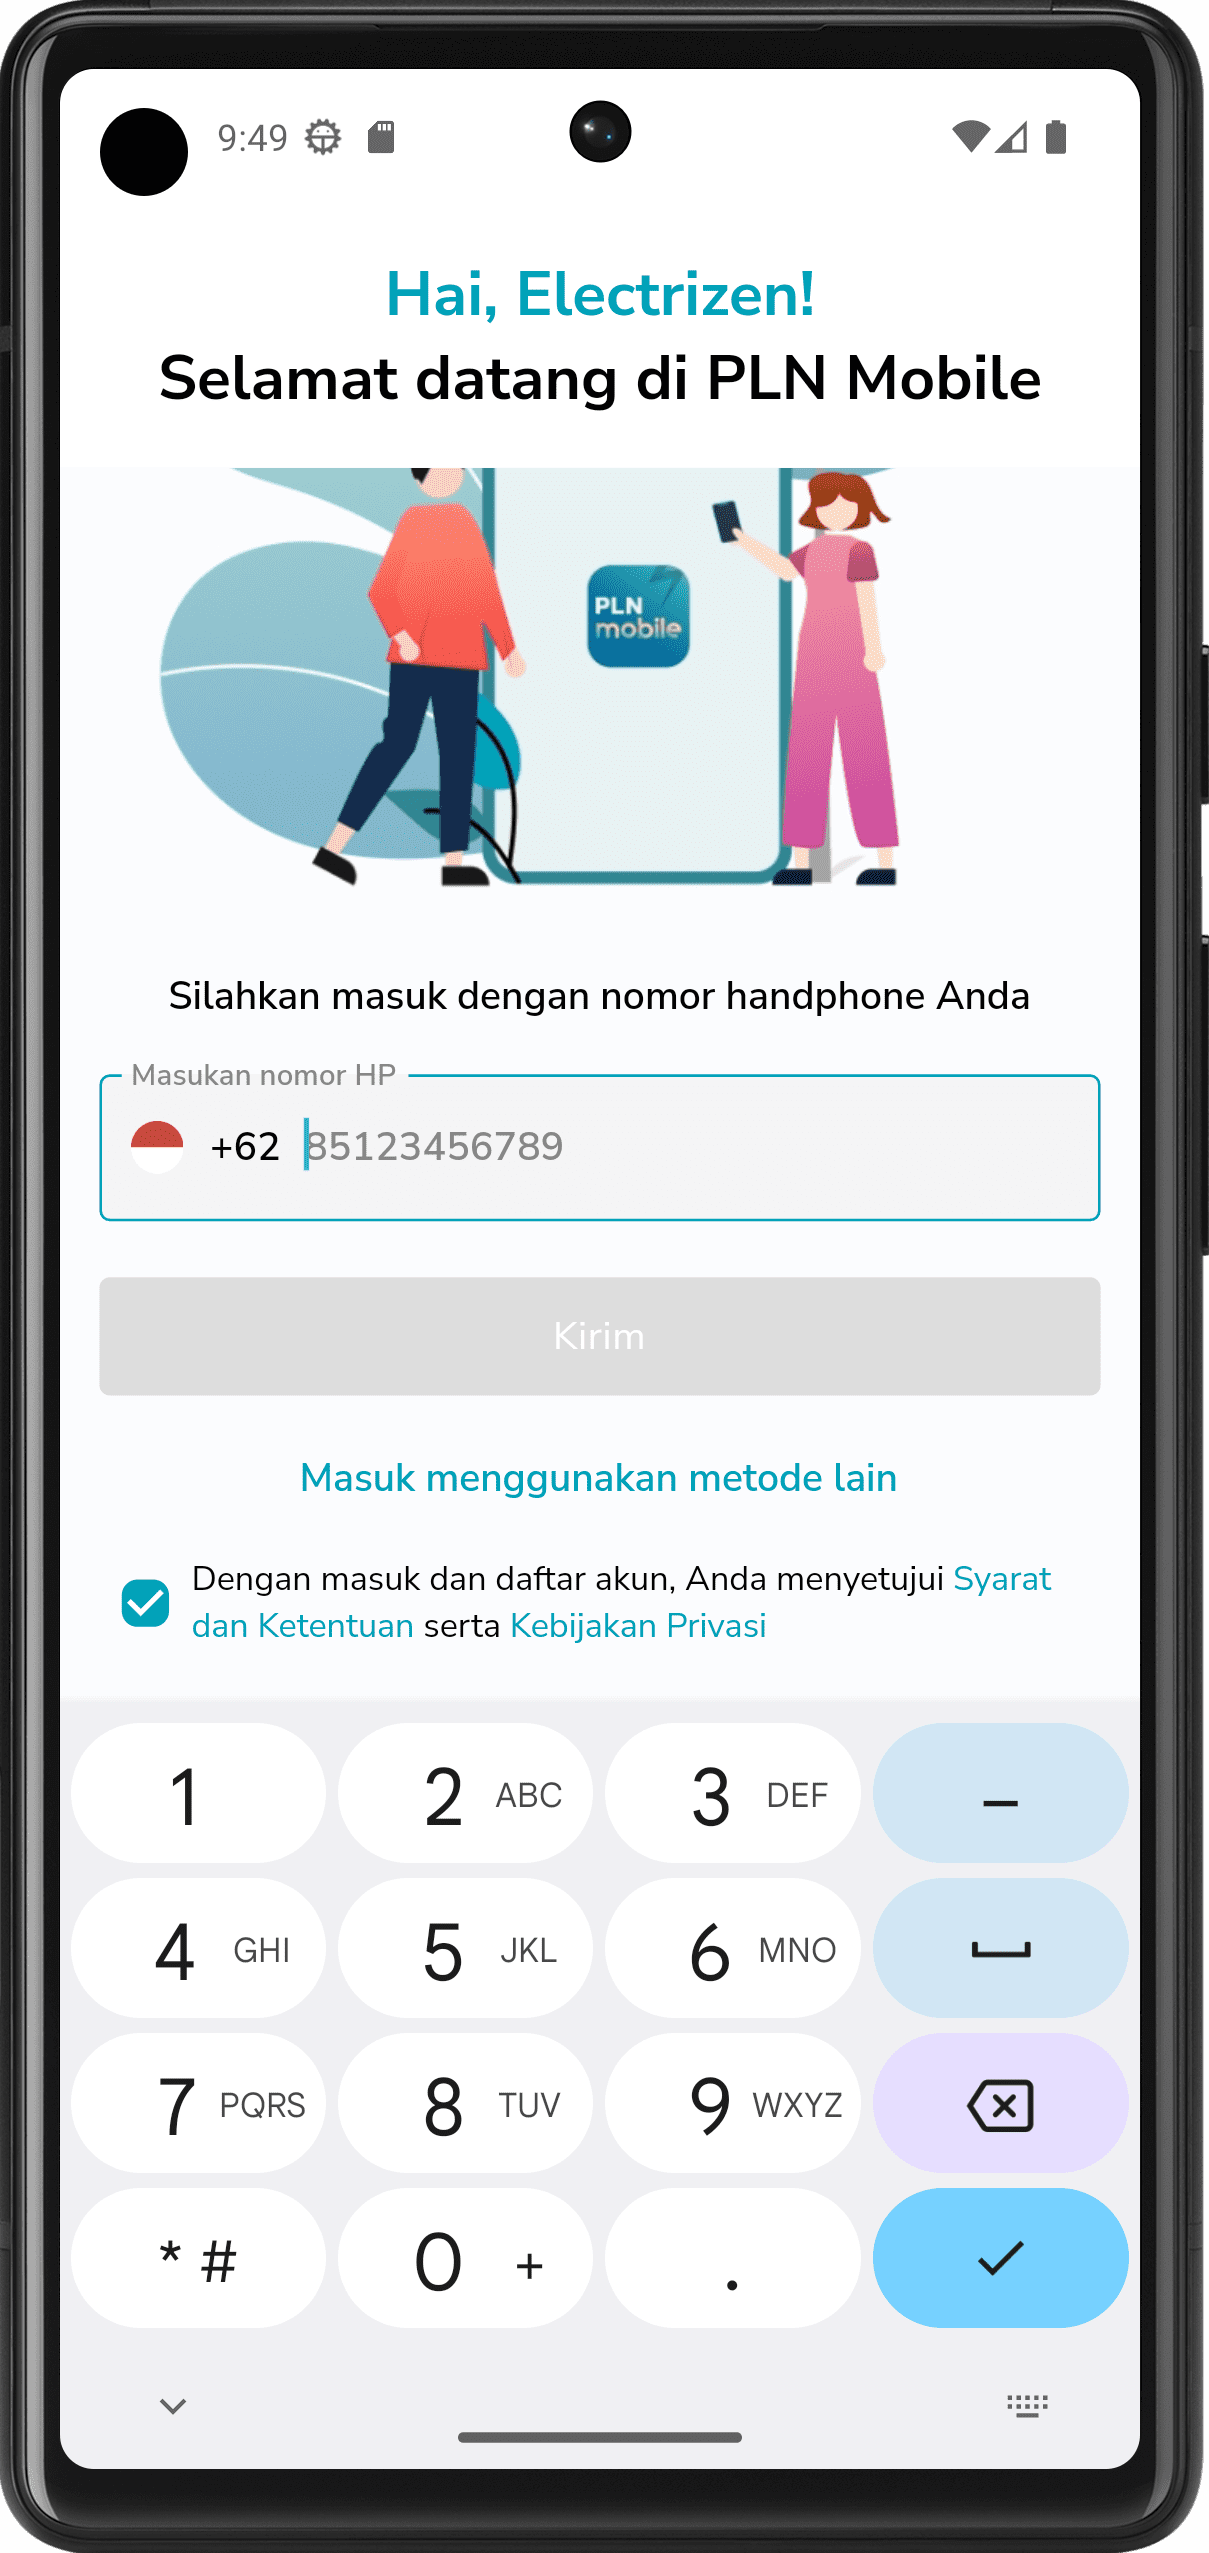 9:49
Hai, Electrizen!
Selamat datang di PLN Mobile
PLN
mobile
Silahkan masuk dengan nomor handphone Anda
Masukan nomor HP
+62 85123456789
Kirim
Masuk menggunakan metode lain
Dengan masuk dan daftar akun, Anda menyetujui Syarat
dan Ketentuan serta Kebijakan Privasi
1 2 ABC 3 DEF –
4 GHI 5 JKL 6 MNO
7 PQRS 8 TUV 9 WXYZ
* # 0 + .